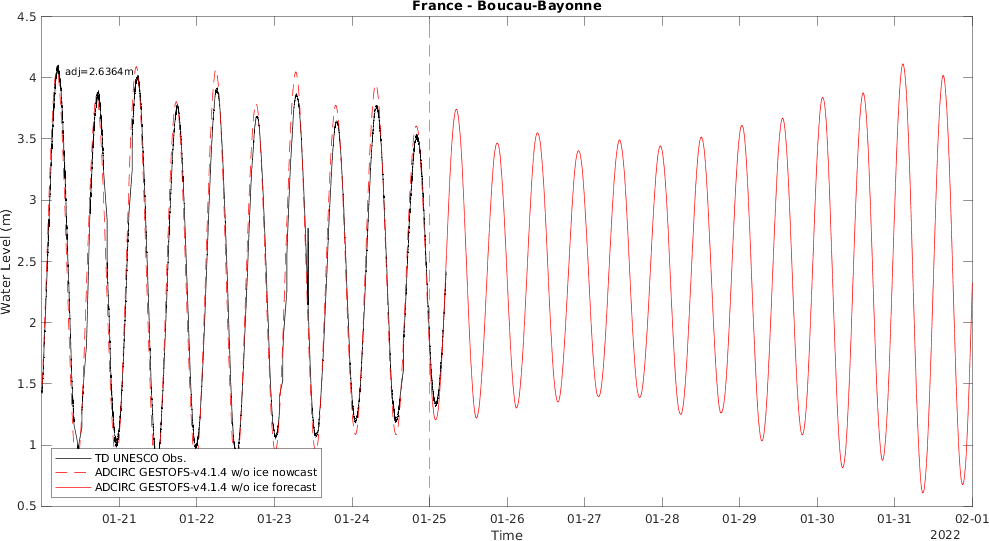 France - Boucau-Bayonne
4.5
4
3.5
3
2.5
2
1.5
1
0.5
Water Level (m)
adj=2.6364m
TD UNESCO Obs.
ADCIRC GESTOFS-v4.1.4 w/o ice nowcast
ADCIRC GESTOFS-v4.1.4 w/o ice forecast
01-21 01-22 01-23 01-24 01-25 01-26 01-27 01-28 01-29 01-30 01-31 02-01
Time
2022